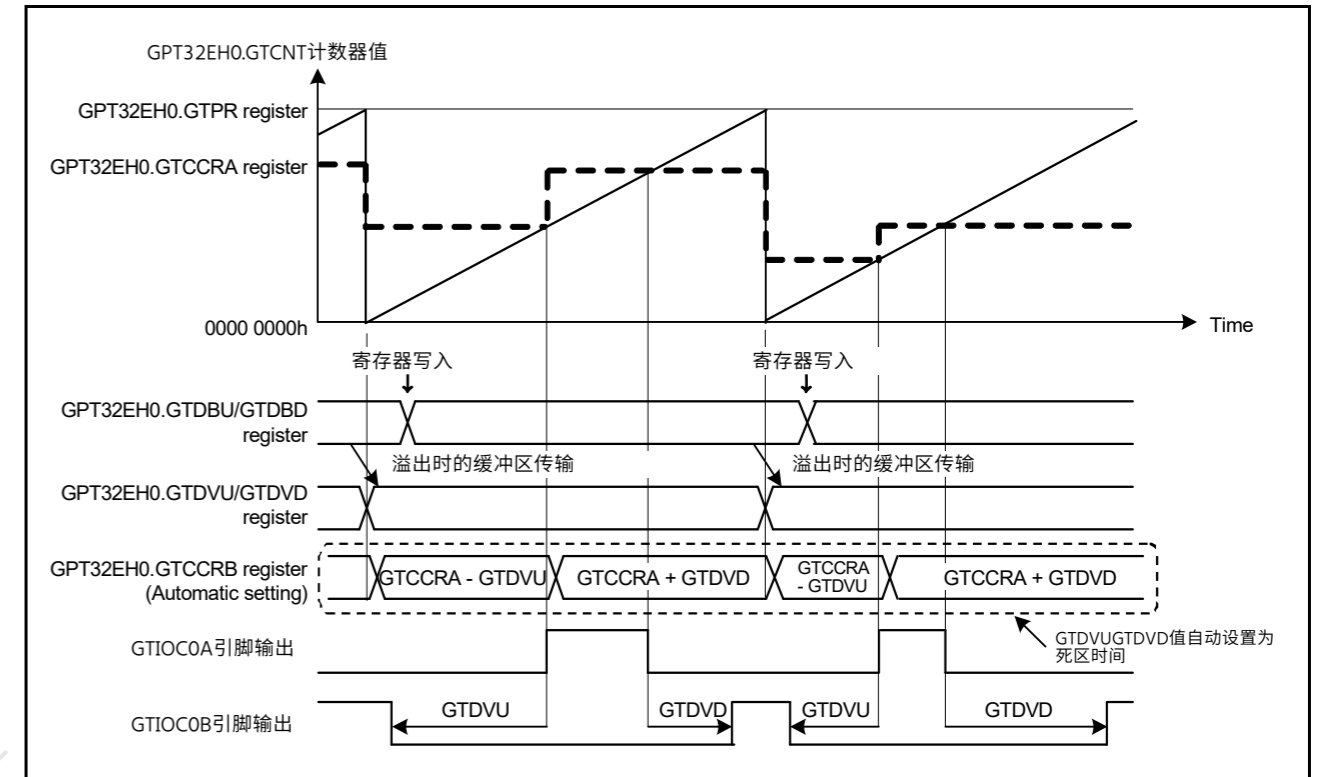 GPT32EH0.GTCNT计数器值
GPT32EH0.GTPR register
GPT32EH0.GTCCRA register
0000 0000h
Time
寄存器写入
寄存器写入
GPT32EH0.GTDBU/GTDBD
register
溢出时的缓冲区传输
溢出时的缓冲区传输
GPT32EH0.GTDVU/GTDVD
register
GPT32EH0.GTCCRB register
(Automatic setting)
GTCCRA - GTDVU
GTCCRA + GTDVD
GTCCRA
- GTDVU
GTCCRA + GTDVD
GTDVUGTDVD值自动设置为
死区时间
GTIOC0A引脚输出
GTIOC0B引脚输出
GTDVU
GTDVD
GTDVU
GTDVD